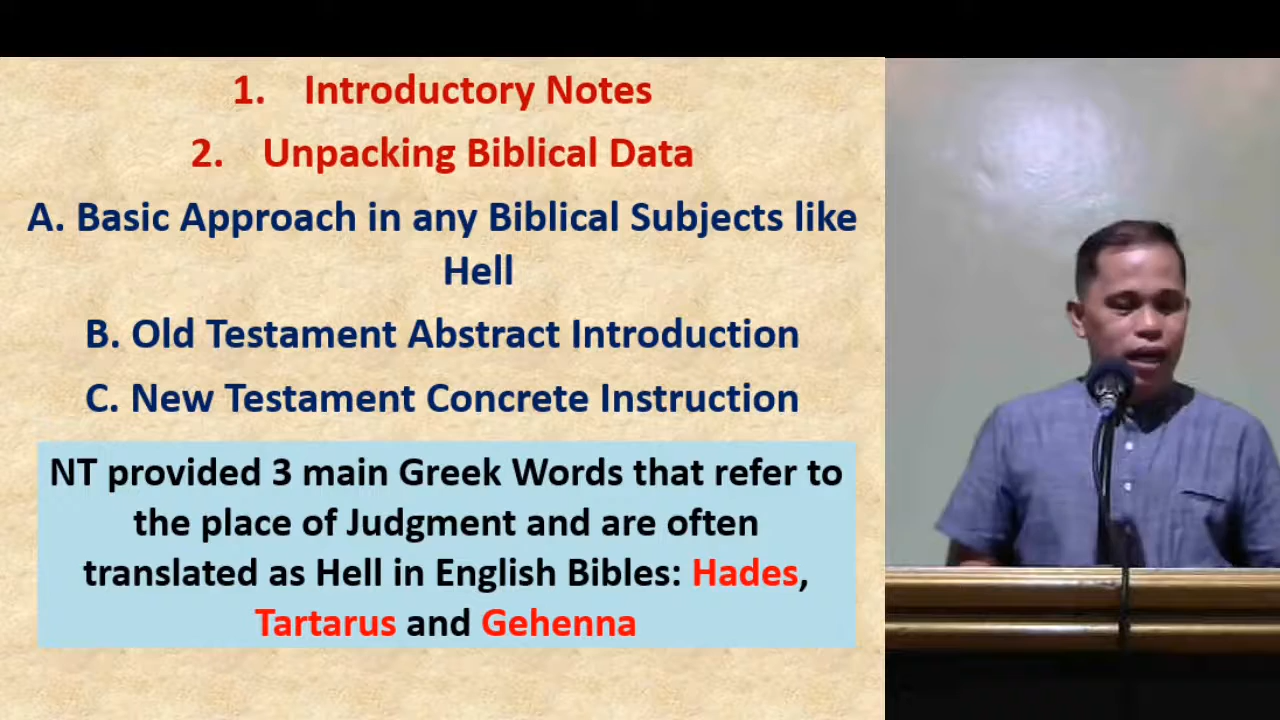 1. Introductory Notes
2. Unpacking Biblical Data
A. Basic Approach in any Biblical Subjects like
Hell
B. Old Testament Abstract Introduction
C. New Testament Concrete Instruction
NT provided 3 main Greek Words that refer to
the place of Judgment and are often
translated as Hell in English Bibles: Hades,
Tartarus and Gehenna